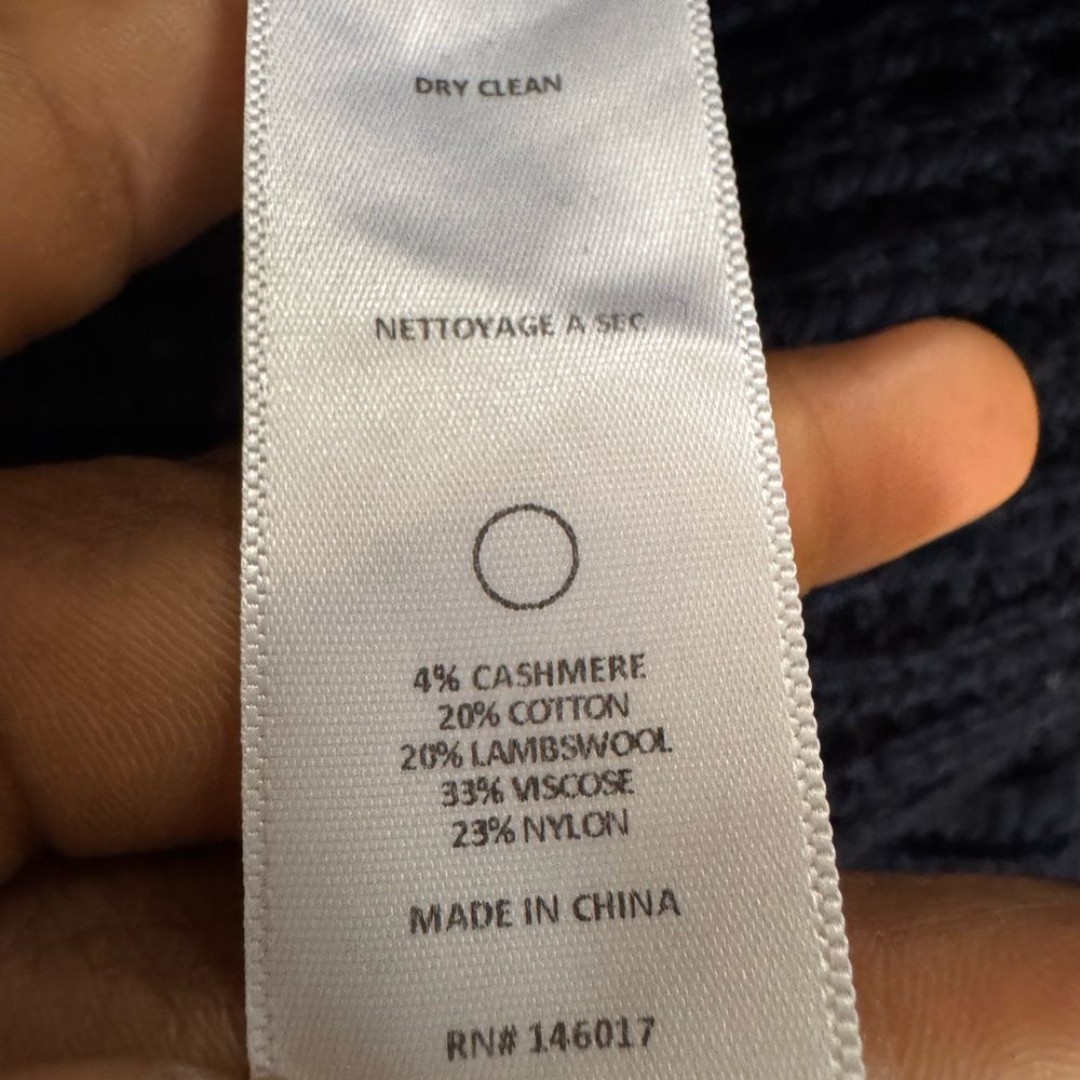 DRY CLEAN
NETTOYAGE A SEC
4% CASHMERE
20% COTTON
20% LAMBSWOOL
33% VISCOSE
23% NYLON
MADE IN CHINA
RN# 146017